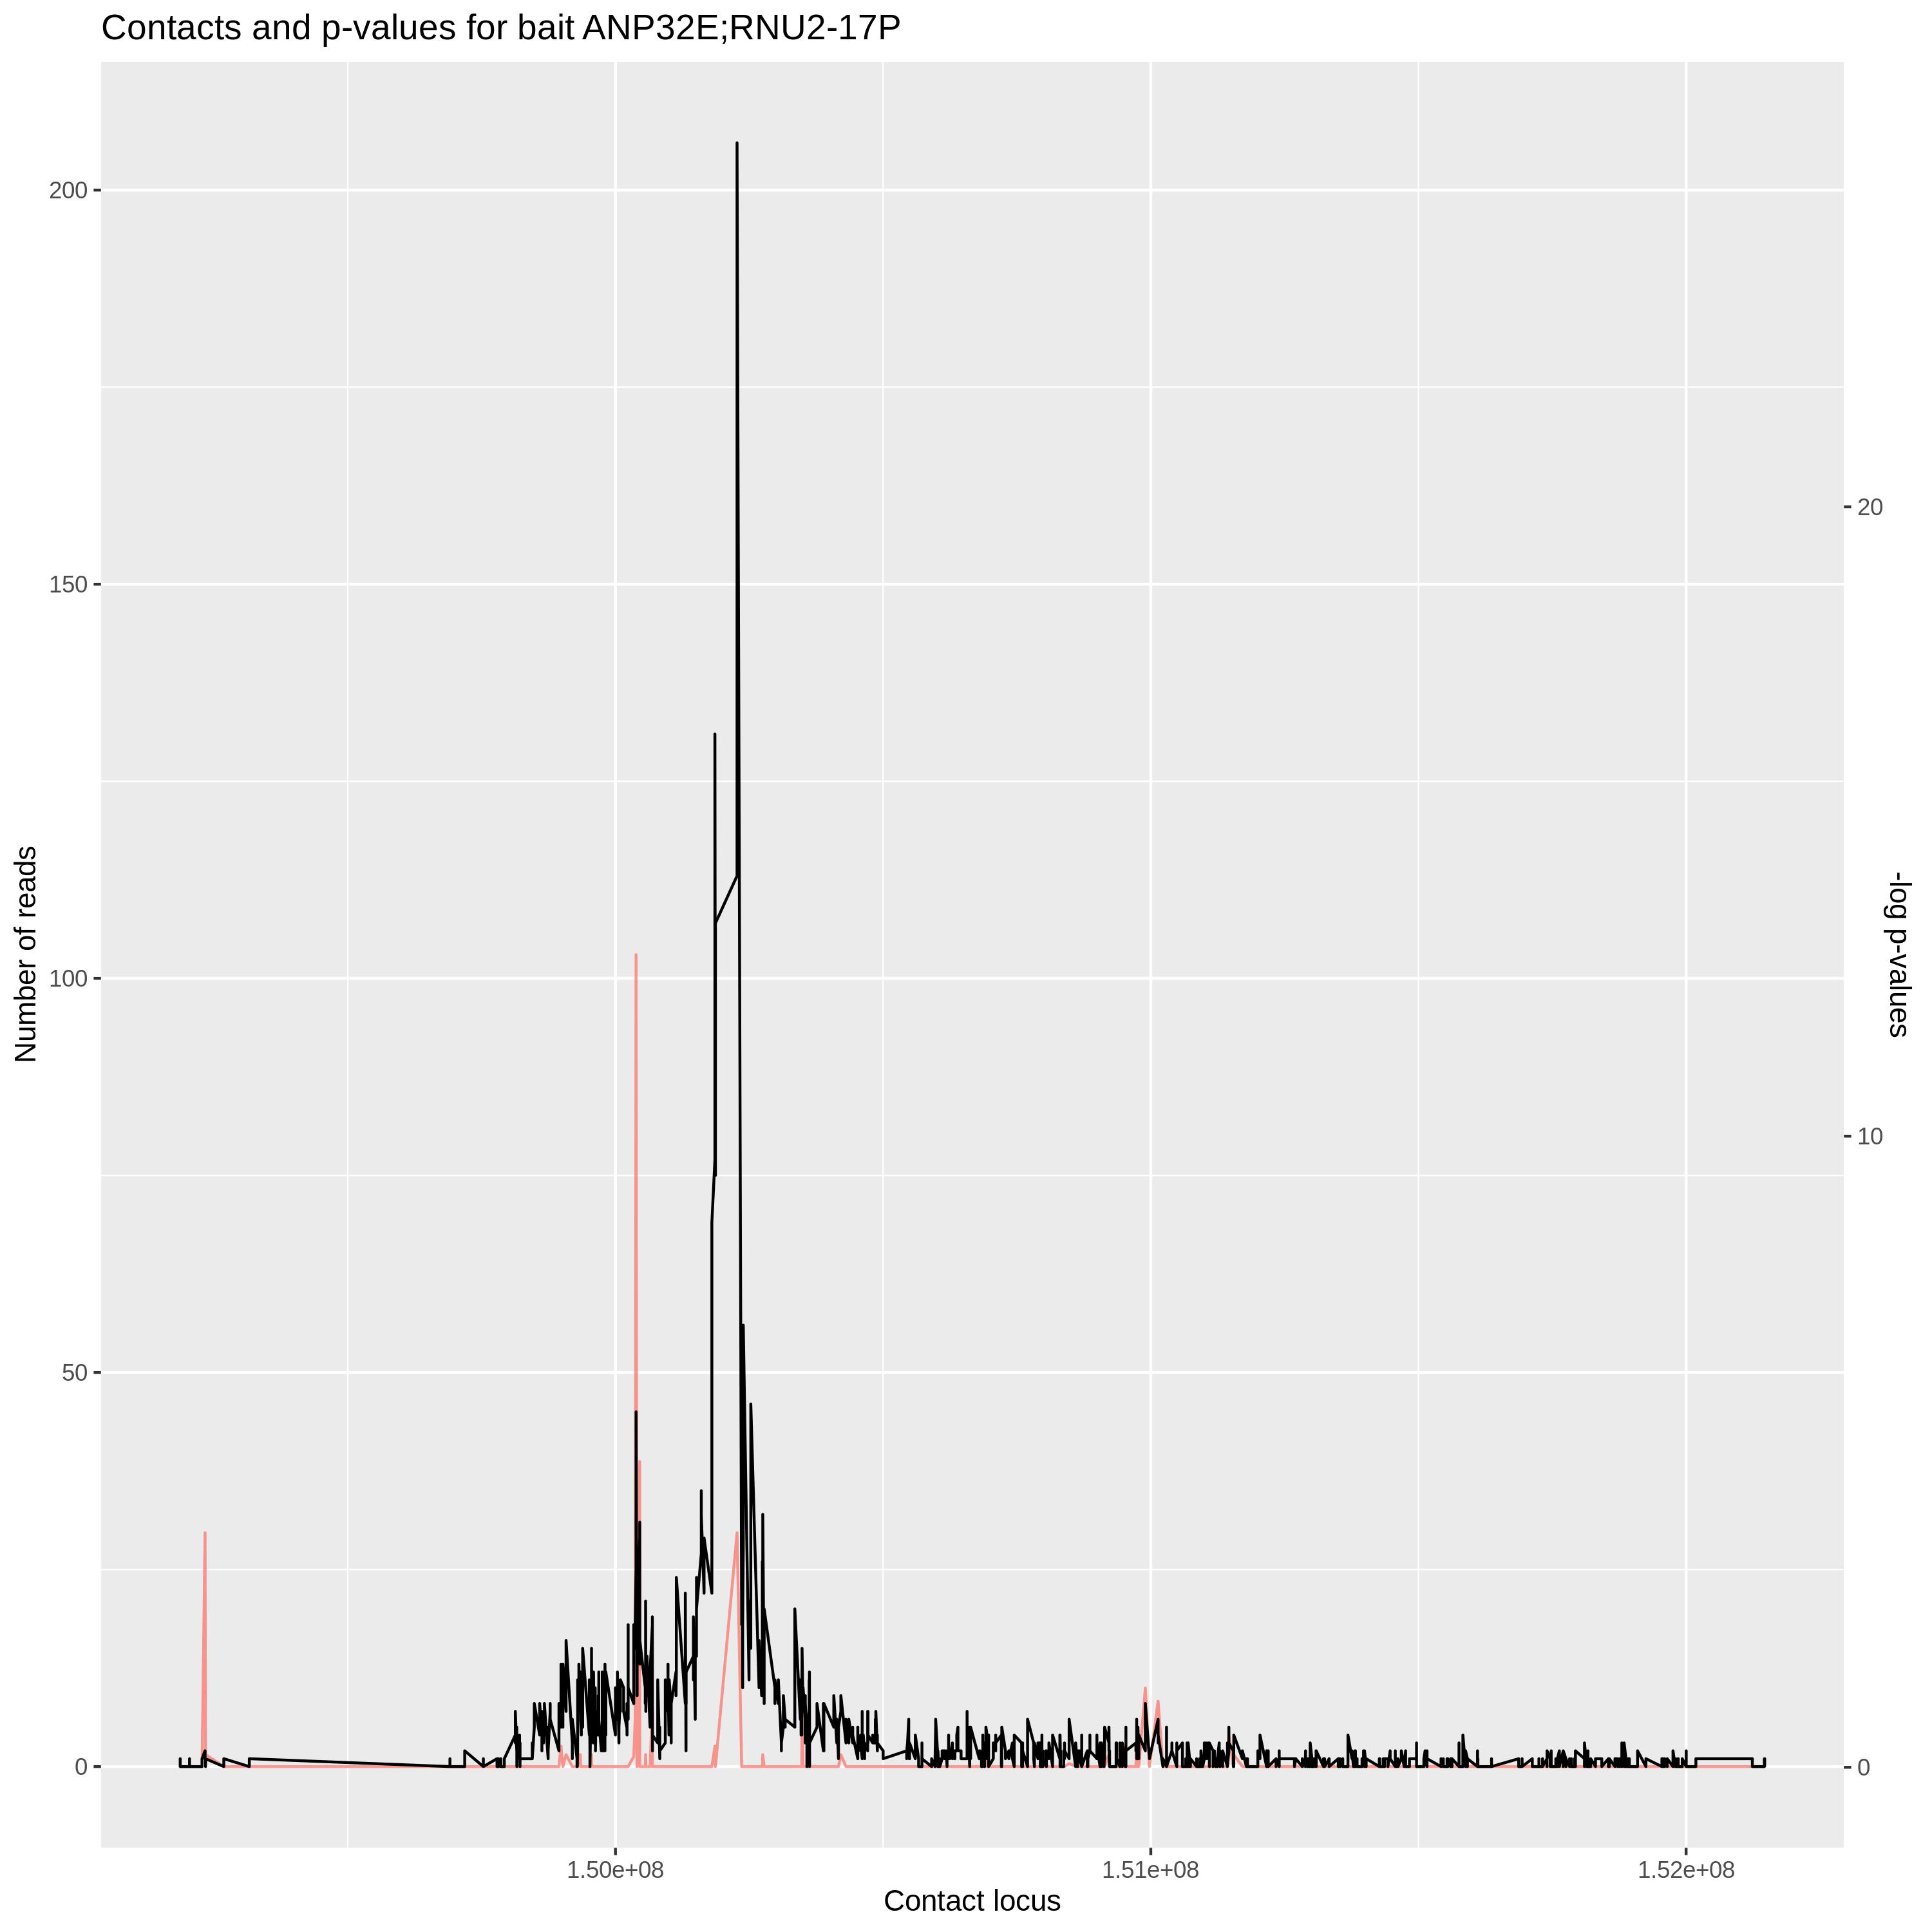 Contacts and p-values for bait ANP32E;RNU2-17P
200
150
100
50
0
Number of reads
20
10
0
-log p-values
1.50e+08
1.51e+08
1.52e+08
Contact locus